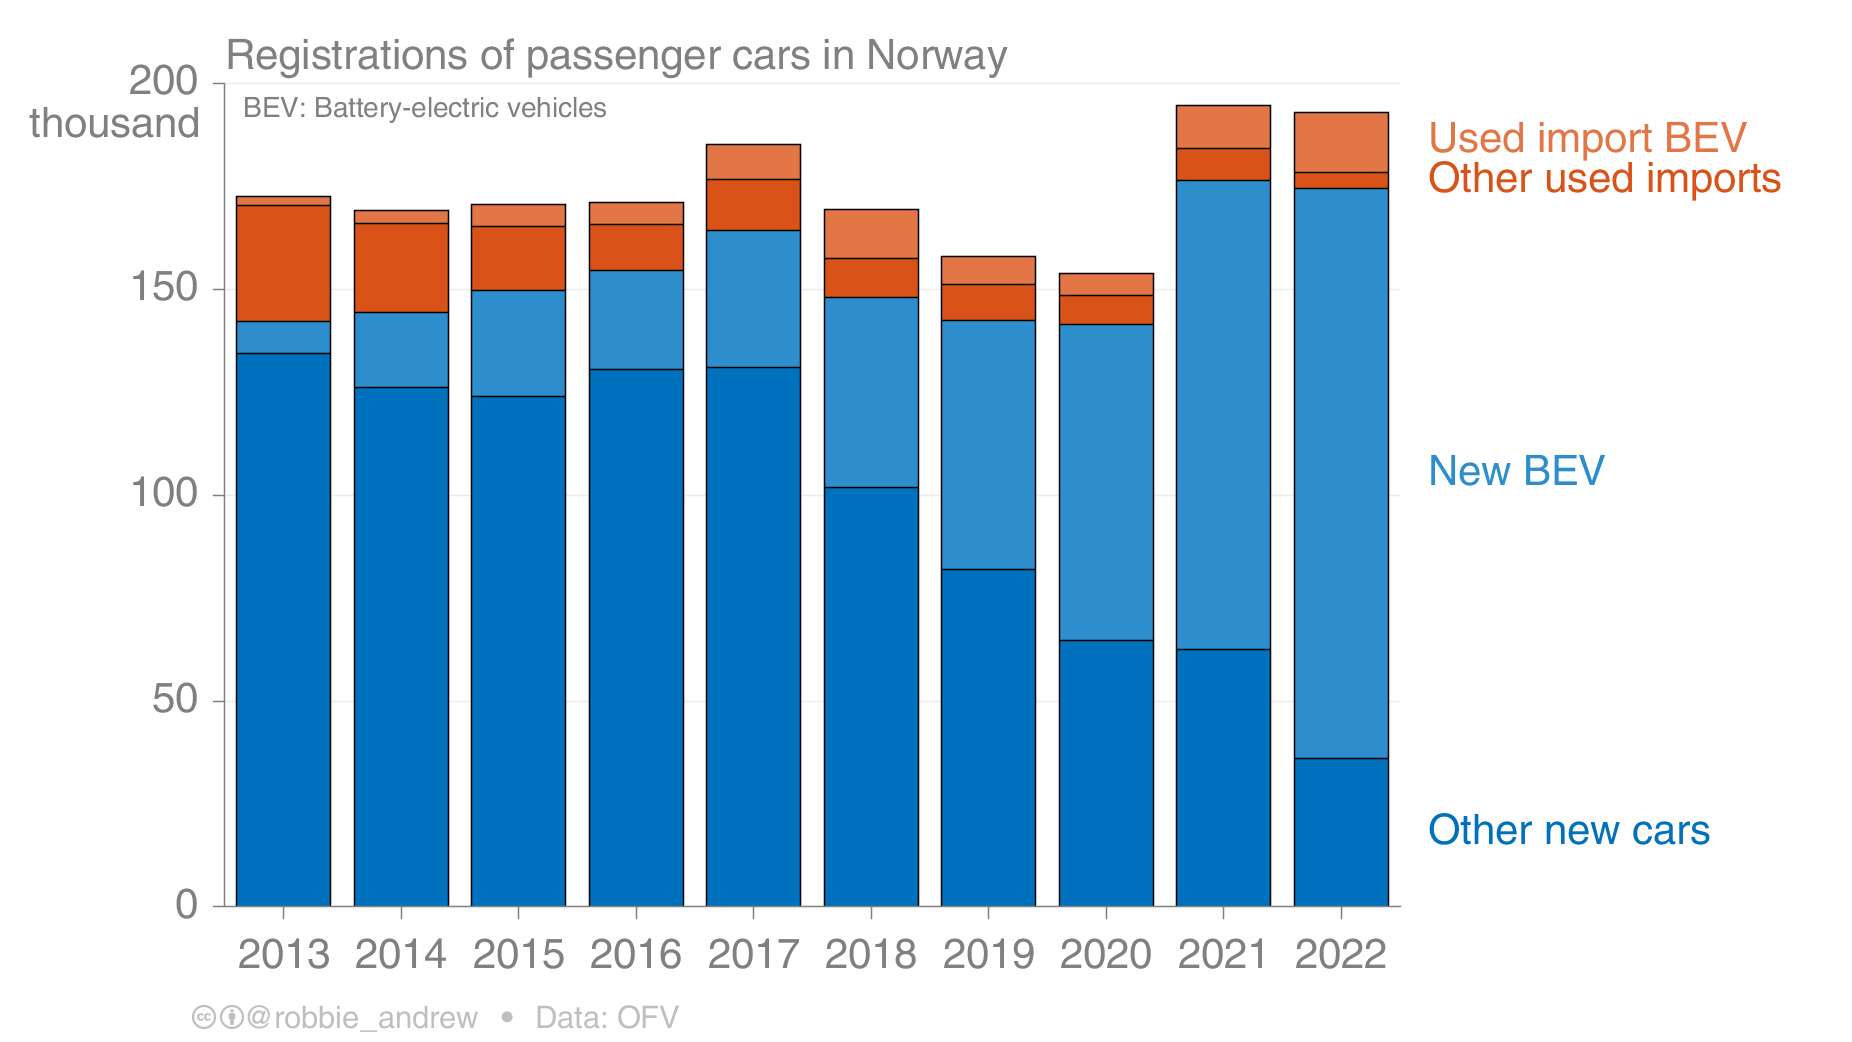 Registrations of passenger cars in Norway
200
thousand
BEV: Battery-electric vehicles
150
100
50
0
Used import BEV
Other used imports
New BEV
Other new cars
2013 2014 2015 2016 2017 2018 2019 2020 2021 2022
cc @robbie_andrew • Data: OFV